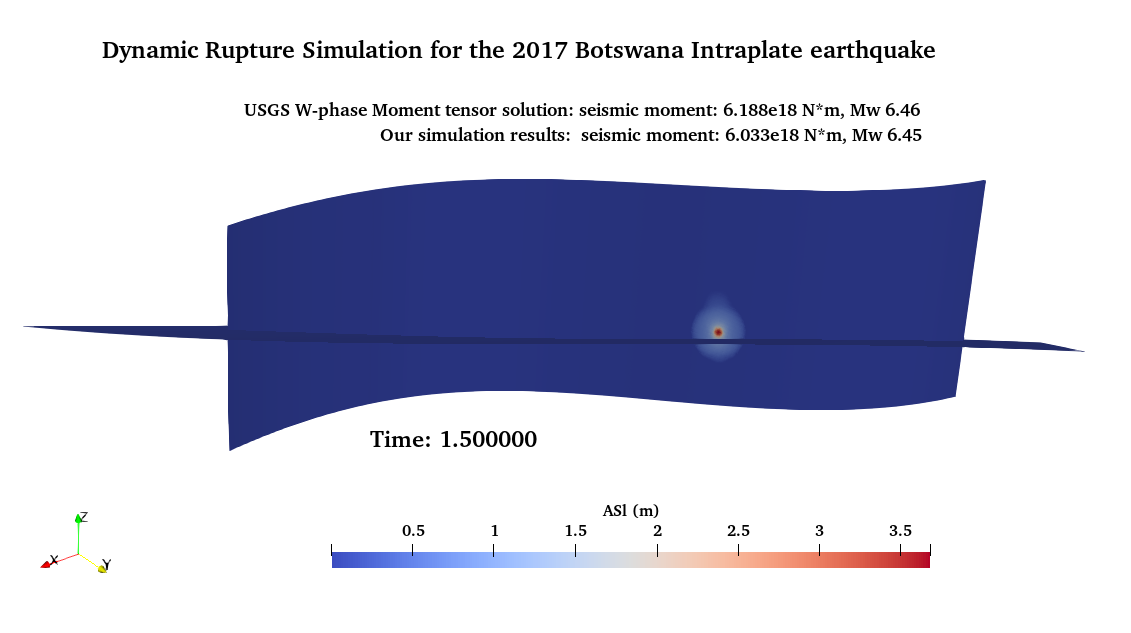 Dynamic Rupture Simulation for the 2017 Botswana Intraplate earthquake
USGS W-phase Moment tensor solution: seismic moment: 6.188e18 N*m, Mw 6.46
Our simulation results:  seismic moment: 6.033e18 N*m, Mw 6.45
Time: 1.500000
ASl (m)
0.5 1 1.5 2 2.5 3 3.5
Z
X
Y